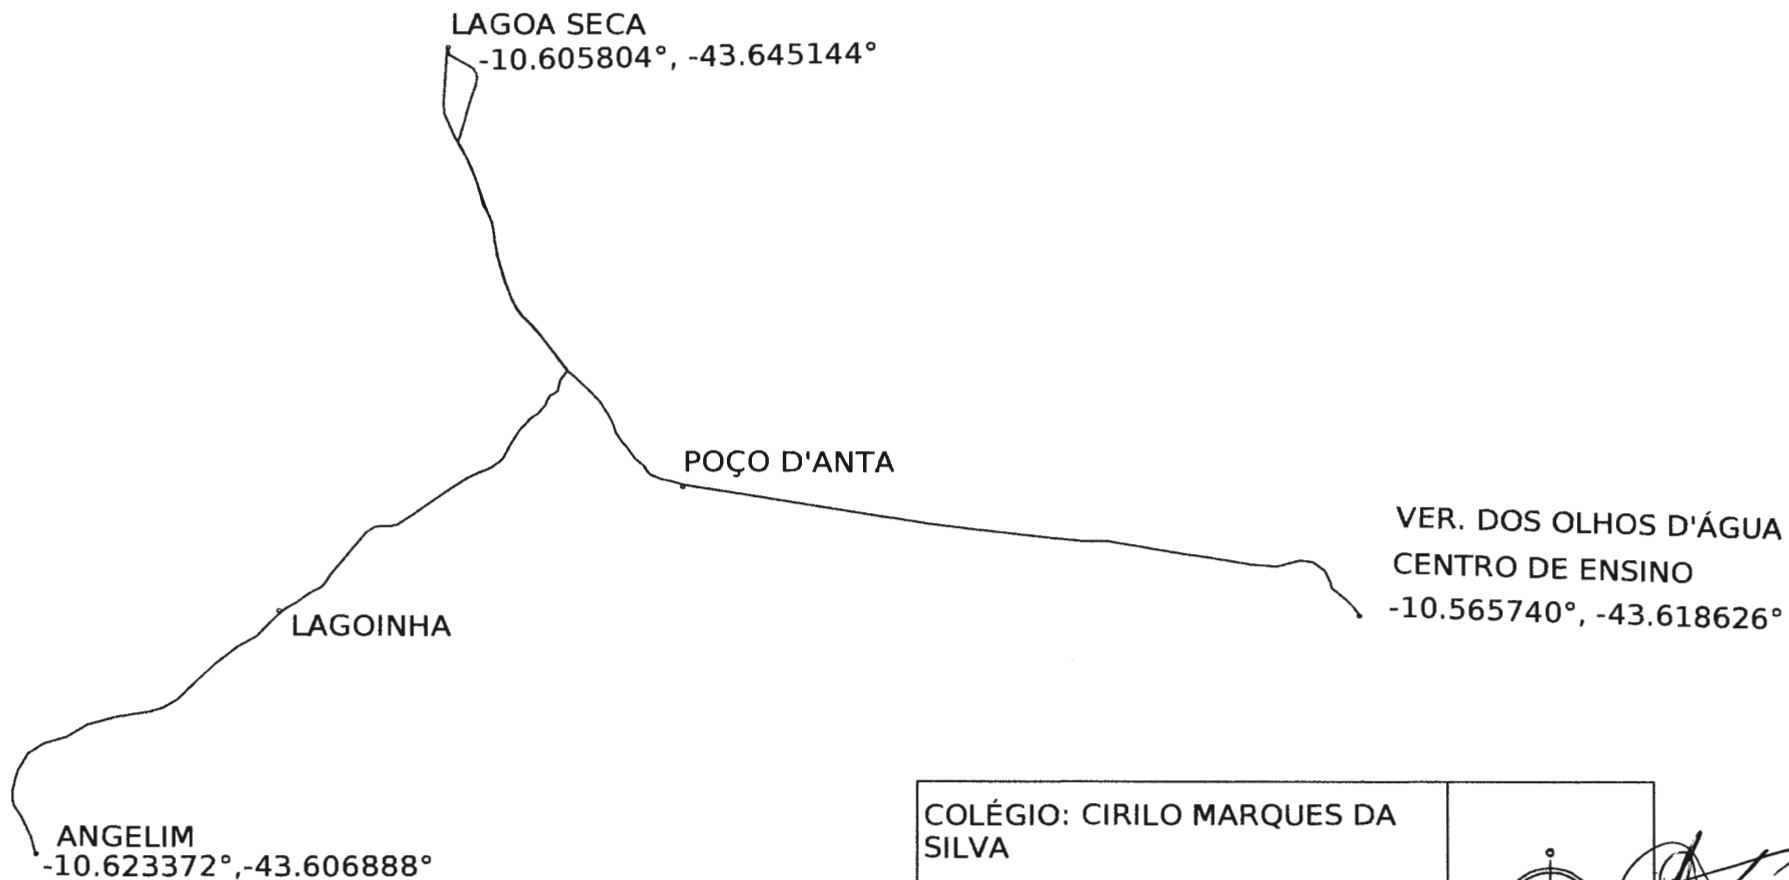 LAGOA SECA
-10.605804°, -43.645144°
POÇO D'ANTA
VER. DOS OLHOS D'ÁGUA
CENTRO DE ENSINO
-10.565740°, -43.618626°
LAGOINHA
ANGELIM
-10.623372°,-43.606888°
COLÉGIO: CIRILO MARQUES DA
SILVA